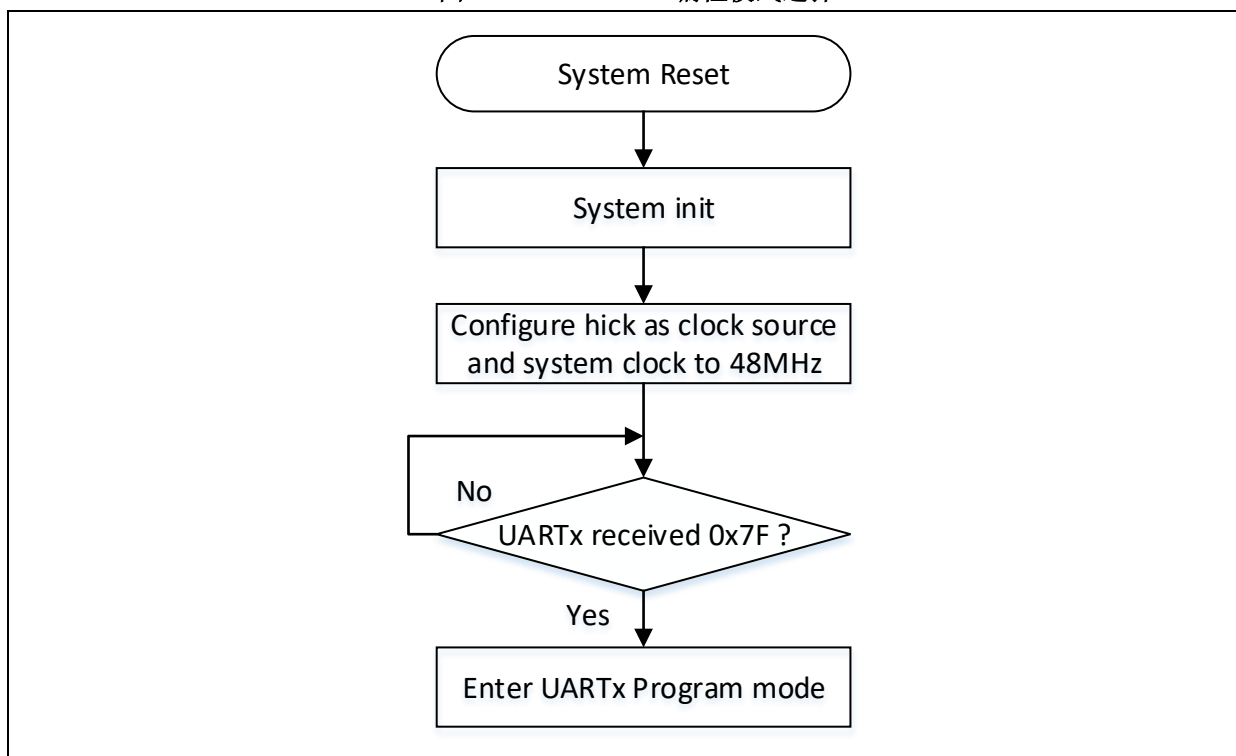 System Reset
System init
Configure hick as clock source
and system clock to 48MHz
No
UARTx received 0x7F ?
Yes
Enter UARTx Program mode